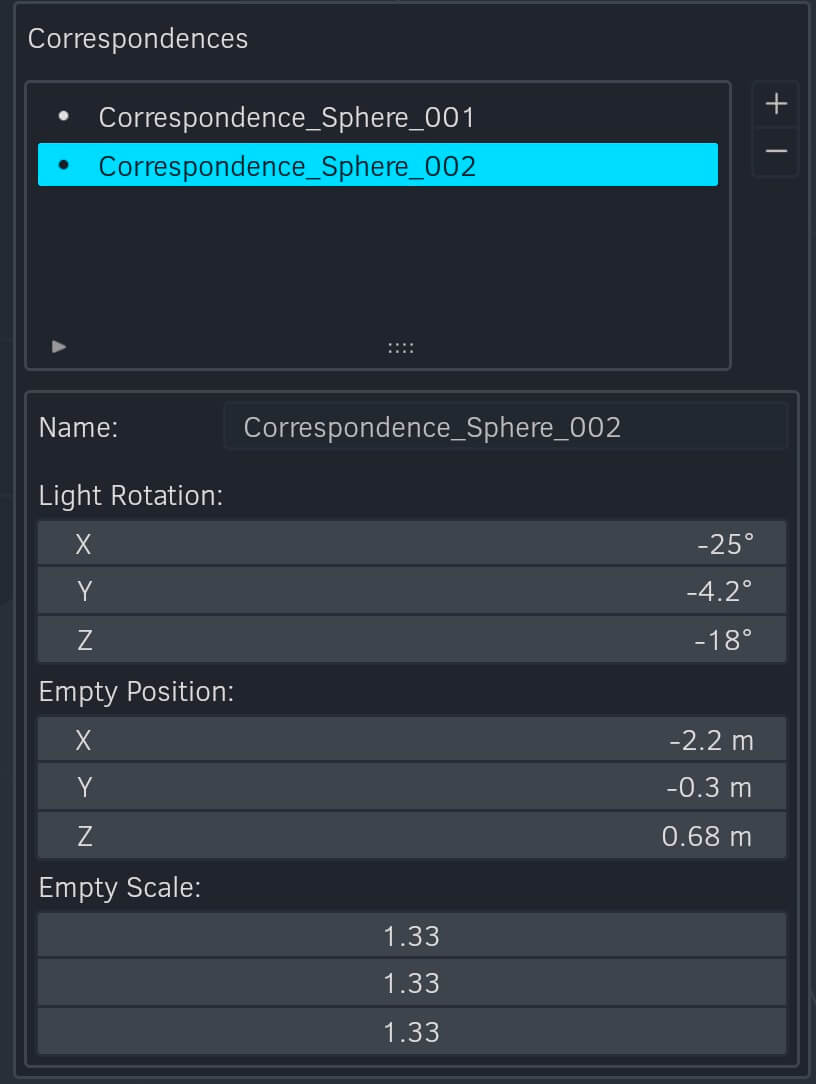 Correspondences
Correspondence_Sphere_001
Correspondence_Sphere_002
Name: Correspondence_Sphere_002
Light Rotation:
X -25°
Y -4.2°
Z -18°
Empty Position:
X -2.2 m
Y -0.3 m
Z 0.68 m
Empty Scale:
1.33
1.33
1.33